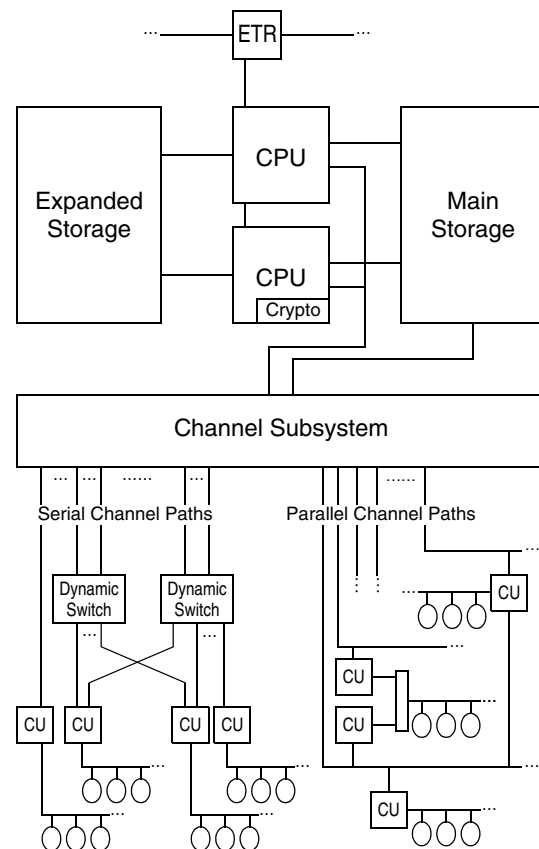 ... ETR ...
Expanded
Storage
CPU
Main
Storage
CPU
Crypto
Channel Subsystem
... ... ...... ... ... ......
Serial Channel Paths
Parallel Channel Paths
...
Dynamic
Switch
Dynamic
Switch
... ...
... CU
...
CU
...
CU
CU
CU
CU
CU
... ... ...
CU
...
... ...